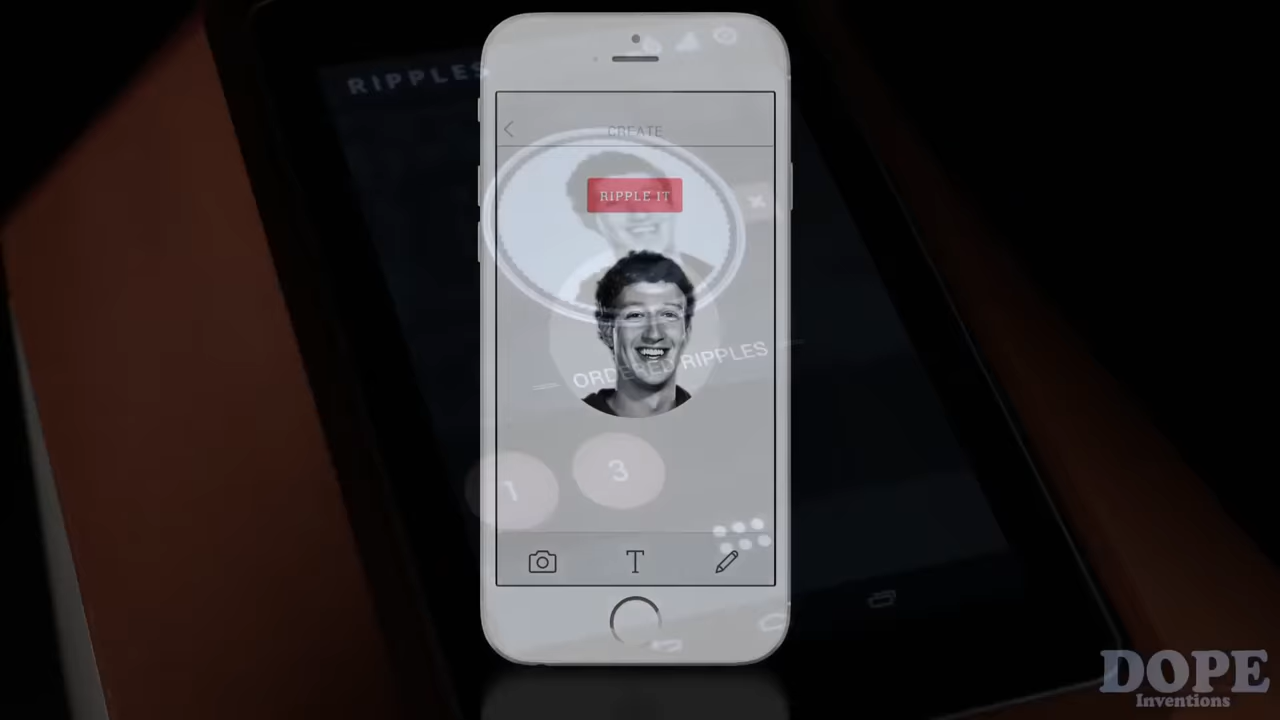 RIPPLES
CREATE
RIPPLE IT
ORDERED RIPPLES
1
3
T
DOPE
Inventions